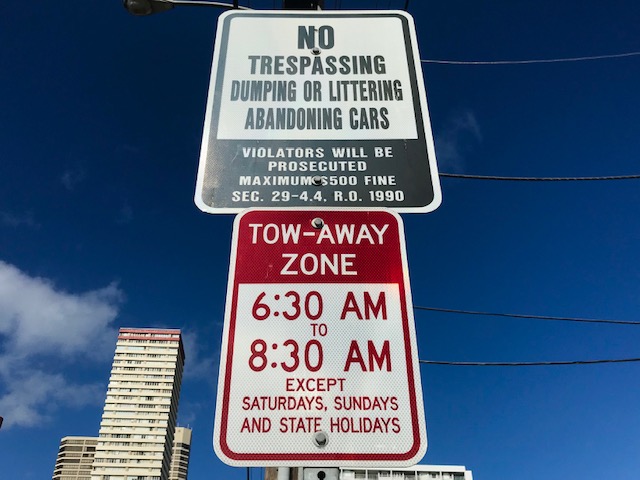 NO
TRESPASSING
DUMPING OR LITTERING
ABANDONING CARS
VIOLATORS WILL BE
PROSECUTED
MAXIMUM $500 FINE
SEC. 29-4.4, R.O. 1990
TOW-AWAY
ZONE
6:30 AM
TO
8:30 AM
EXCEPT
SATURDAYS, SUNDAYS
AND STATE HOLIDAYS